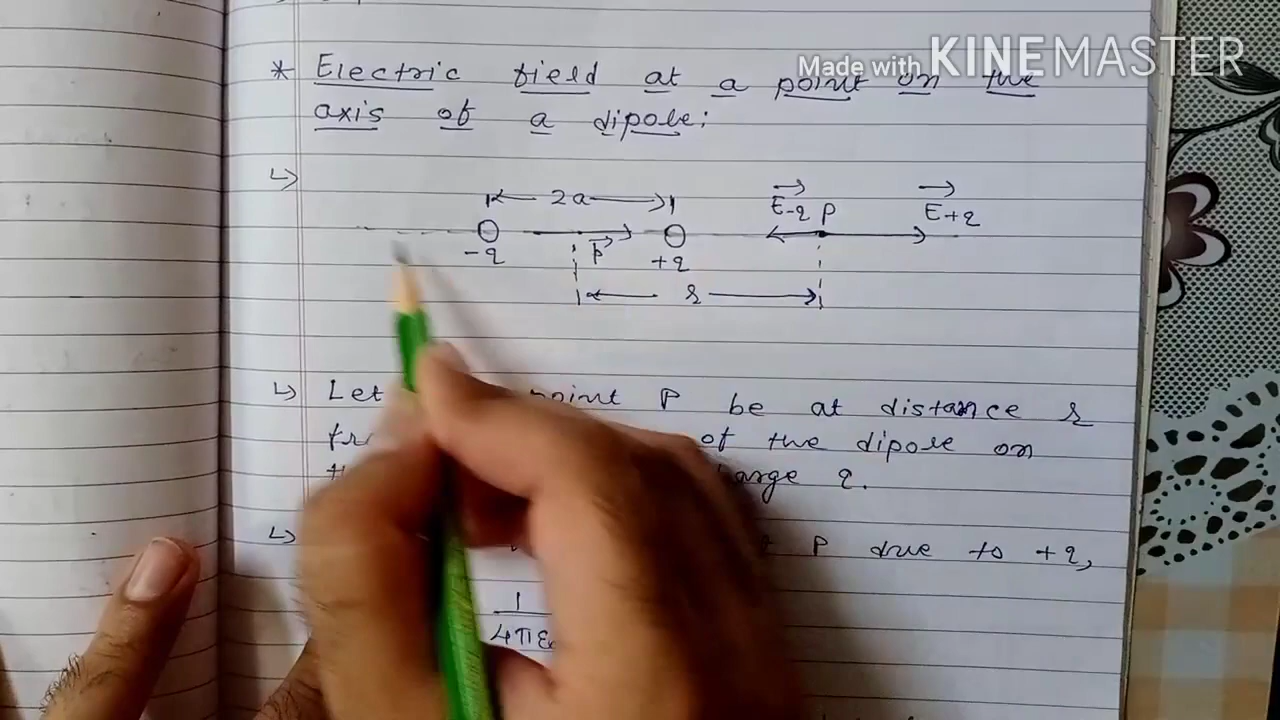 Made with KINEMASTER
* Electric field at a point on the
axis of a dipole:
↳
2a
E-q P E+q
-q p +q
r
↳ Let point P be at distance r
of the dipole on
charge q.
↳ P due to +q,
1
4πε